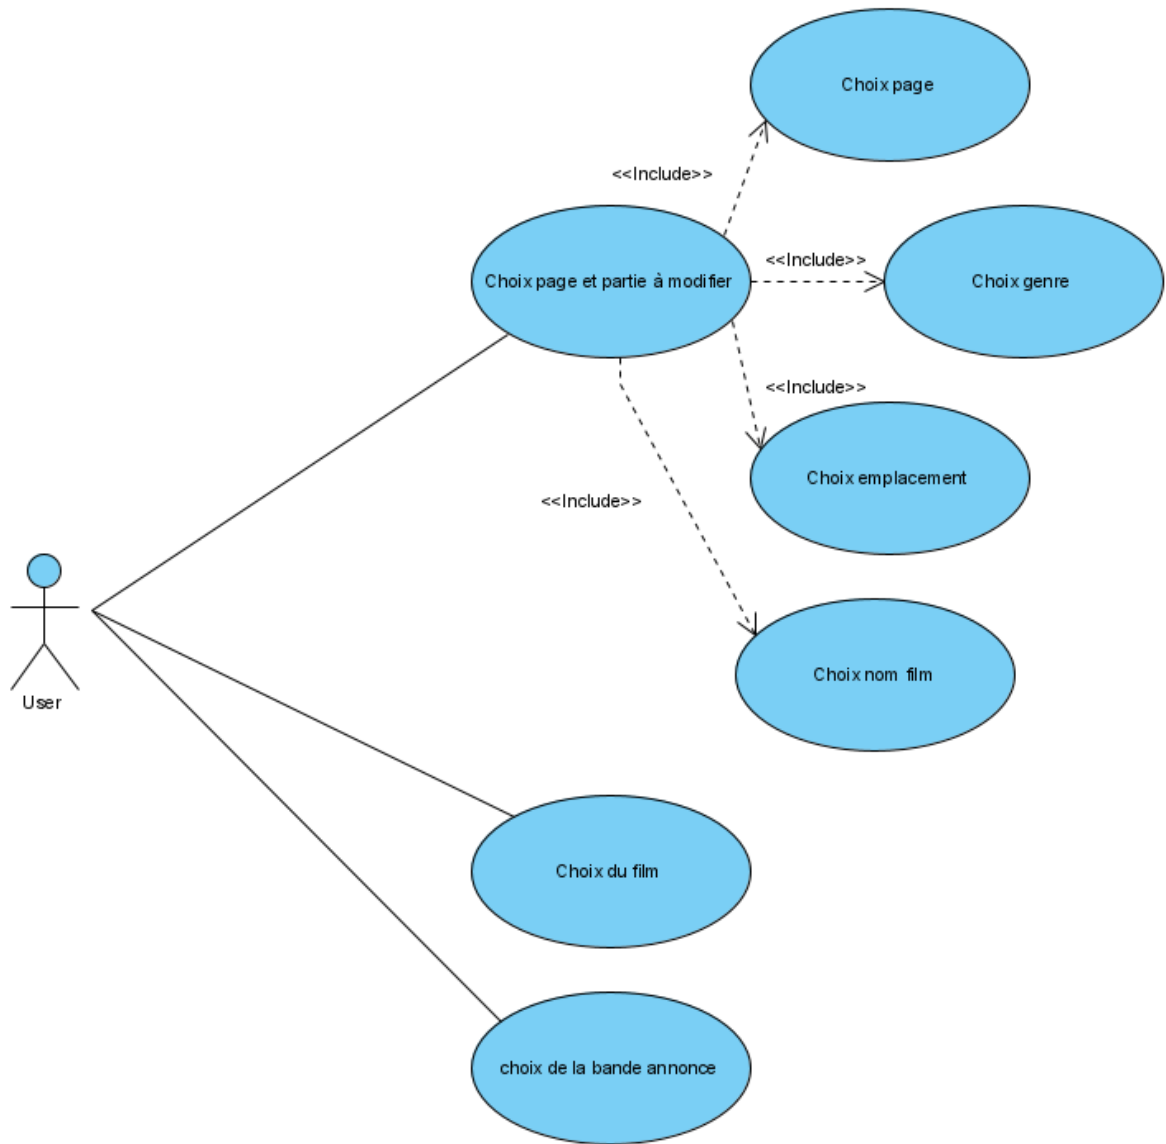 Choix page
<<Include>>
Choix page et partie à modifier
<<Include>>
Choix genre
<<Include>>
Choix emplacement
<<Include>>
Choix nom film
User
Choix du film
choix de la bande annonce